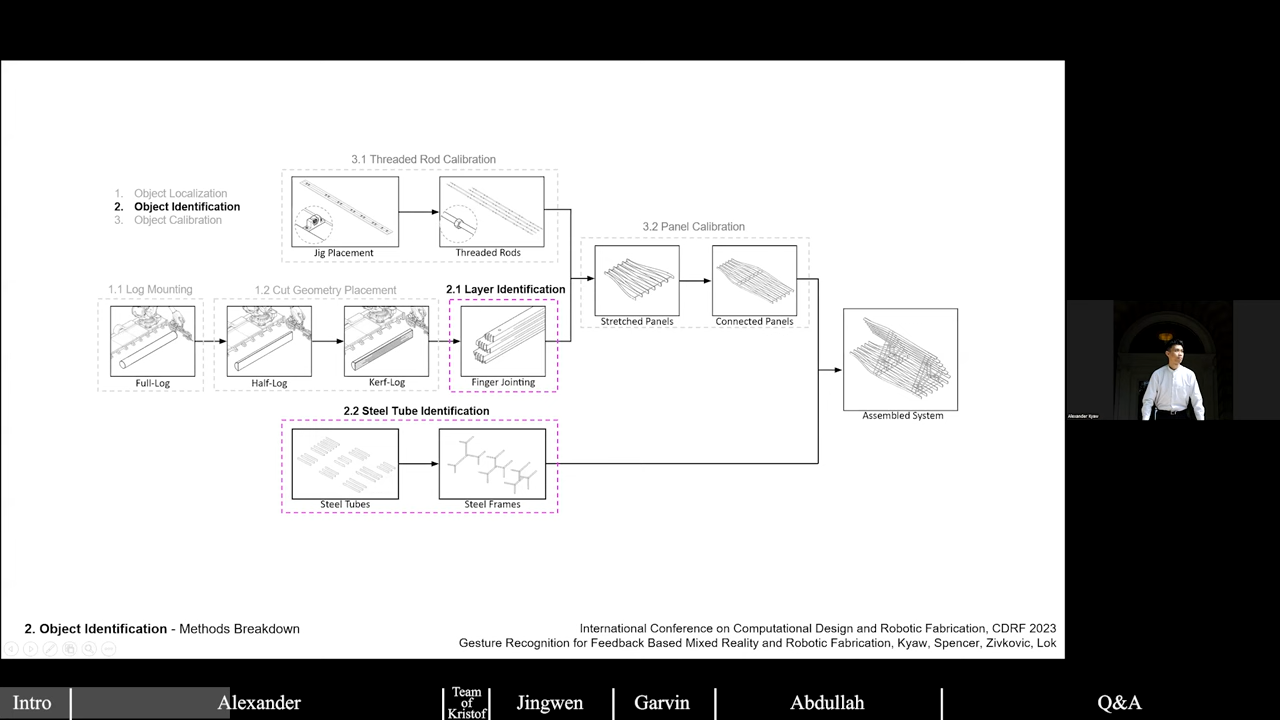 3.1 Threaded Rod Calibration
1. Object Localization
2. Object Identification
3. Object Calibration
Jig Placement
Threaded Rods
3.2 Panel Calibration
1.1 Log Mounting
1.2 Cut Geometry Placement
2.1 Layer Identification
Stretched Panels
Connected Panels
Full-Log
Half-Log
Kerf-Log
Finger Jointing
2.2 Steel Tube Identification
Assembled System
Steel Tubes
Steel Frames
Alexander Kyaw
2. Object Identification - Methods Breakdown
International Conference on Computational Design and Robotic Fabrication, CDRF 2023
Gesture Recognition for Feedback Based Mixed Reality and Robotic Fabrication, Kyaw, Spencer, Zivkovic, Lok
Intro
Alexander
Team
of
Kristof
Jingwen
Garvin
Abdullah
Q&A